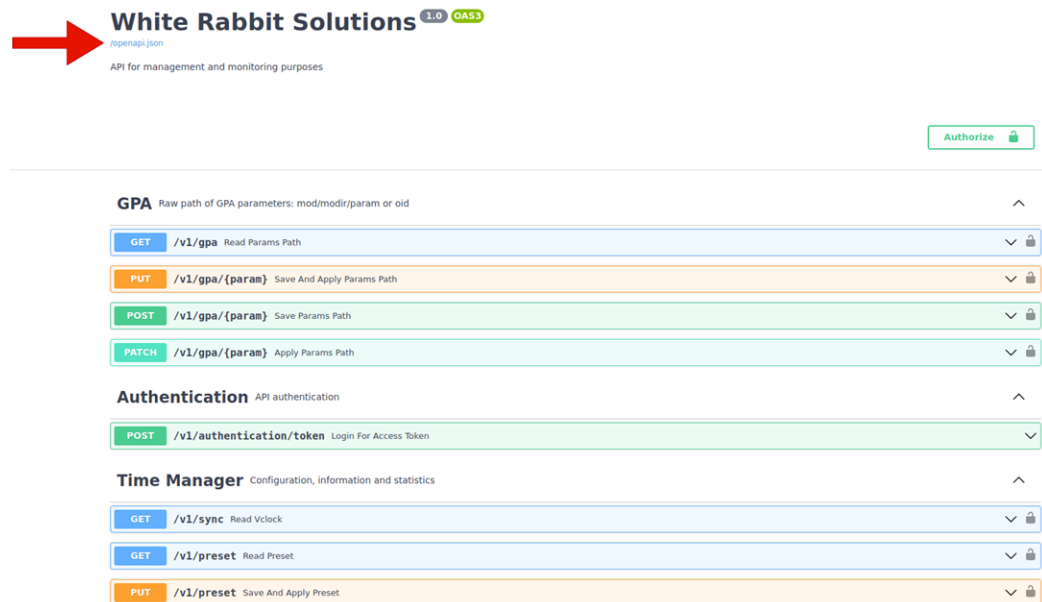 White Rabbit Solutions 1.0 OAS3
/openapi.json
API for management and monitoring purposes
Authorize
GPA Raw path of GPA parameters: mod/modir/param or oid
GET /v1/gpa Read Params Path
PUT /v1/gpa/{param} Save And Apply Params Path
POST /v1/gpa/{param} Save Params Path
PATCH /v1/gpa/{param} Apply Params Path
Authentication API authentication
POST /v1/authentication/token Login For Access Token
Time Manager Configuration, information and statistics
GET /v1/sync Read Vclock
GET /v1/preset Read Preset
PUT /v1/preset Save And Apply Preset